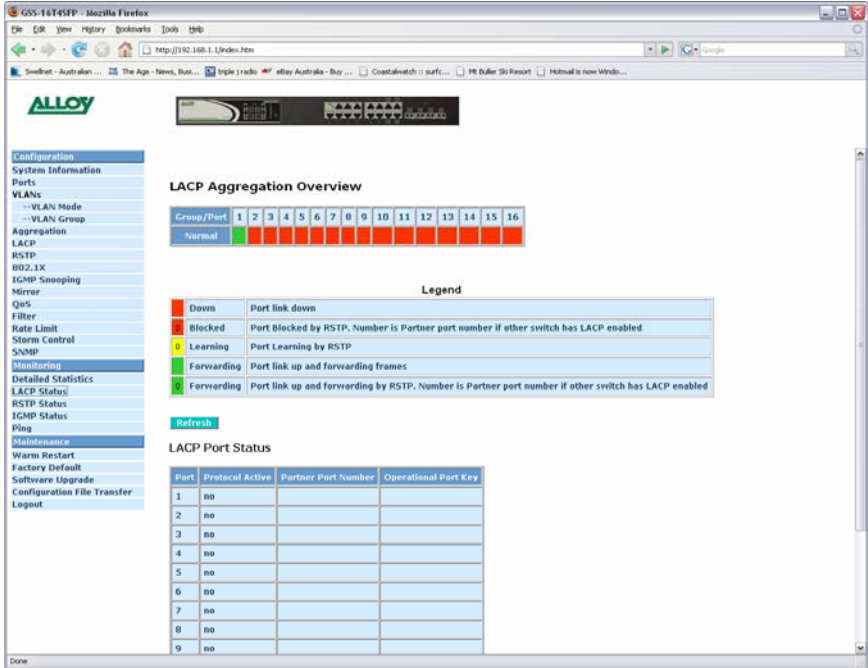 GSS-16T4SFP - Mozilla Firefox
File Edit View History Bookmarks Tools Help
http://192.168.1.1/index.htm
Google
Swellnet - Australian ... The Age - News, Busi... triple j radio eBay Australia - Buy ... Coastalwatch :: surfc... Mt Buller Ski Resort Hotmail is now Windo...
ALLOY
Configuration
System Information
Ports
VLANs
--VLAN Mode
--VLAN Group
Aggregation
LACP
RSTP
802.1X
IGMP Snooping
Mirror
QoS
Filter
Rate Limit
Storm Control
SNMP
Monitoring
Detailed Statistics
LACP Status
RSTP Status
IGMP Status
Ping
Maintenance
Warm Restart
Factory Default
Software Upgrade
Configuration File Transfer
Logout
LACP Aggregation Overview
Group/Port 1 2 3 4 5 6 7 8 9 10 11 12 13 14 15 16
Normal
Legend
Down Port link down
0 Blocked Port Blocked by RSTP. Number is Partner port number if other switch has LACP enabled
0 Learning Port Learning by RSTP
Forwarding Port link up and forwarding frames
0 Forwarding Port link up and forwarding by RSTP. Number is Partner port number if other switch has LACP enabled
Refresh
LACP Port Status
Port Protocol Active Partner Port Number Operational Port Key
1 no
2 no
3 no
4 no
5 no
6 no
7 no
8 no
9 no
Done